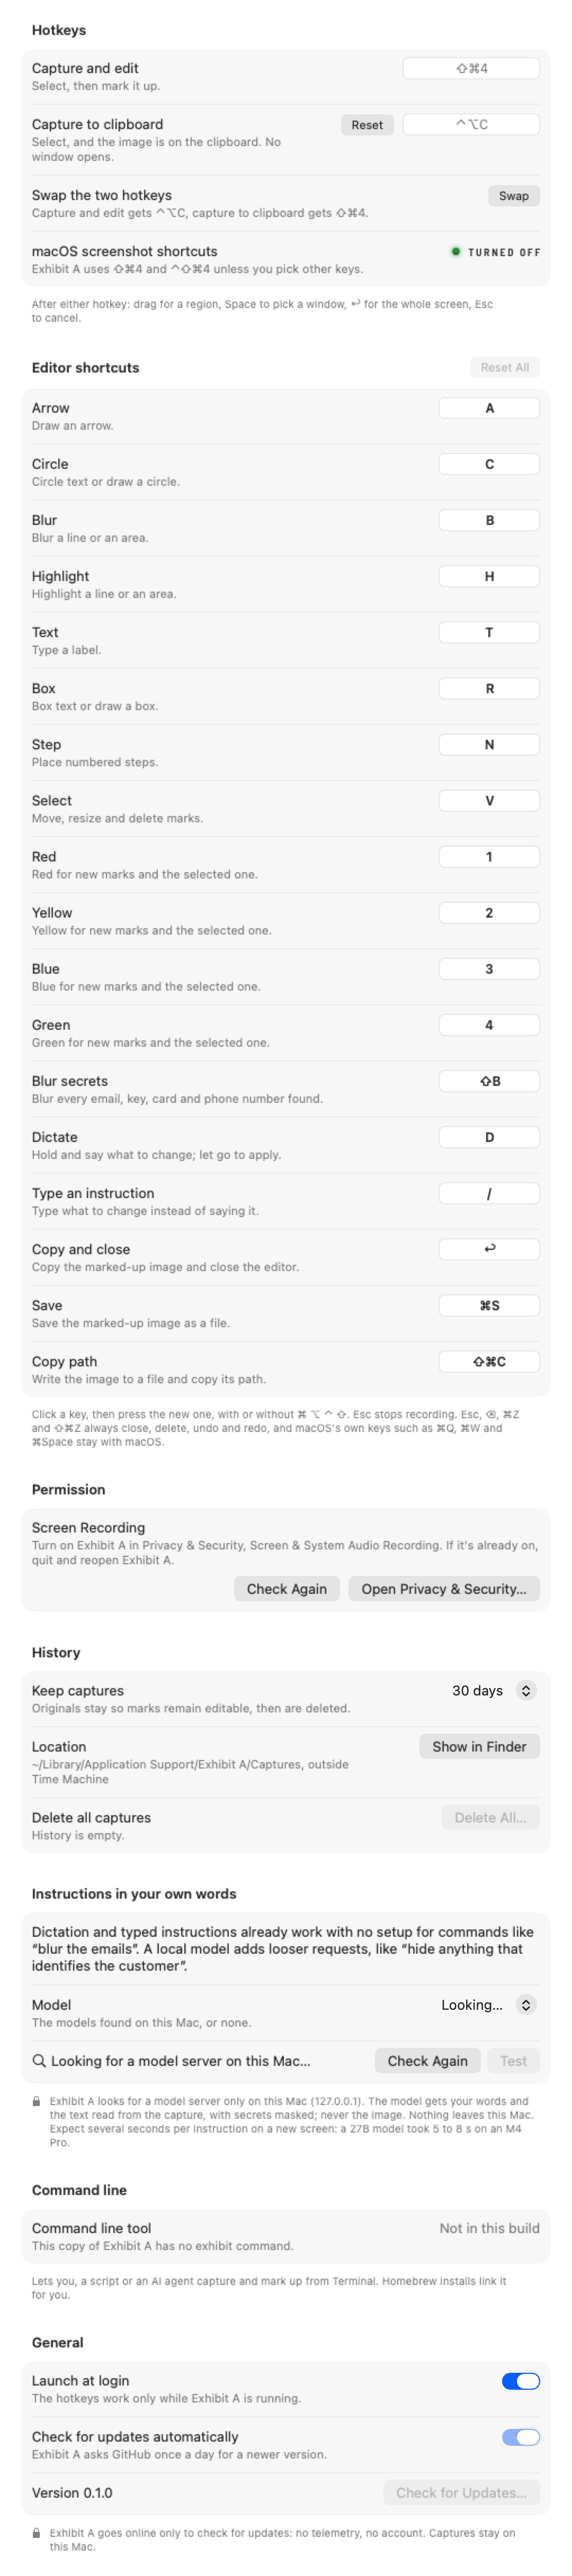 Hotkeys
Capture and edit
⇧⌘4
Select, then mark it up.
Capture to clipboard
Reset
⌃⌥C
Select, and the image is on the clipboard. No
window opens.
Swap the two hotkeys
Swap
Capture and edit gets ⌃⌥C, capture to clipboard gets ⇧⌘4.
macOS screenshot shortcuts
TURNED OFF
Exhibit A uses ⇧⌘4 and ⌃⇧⌘4 unless you pick other keys.
After either hotkey: drag for a region, Space to pick a window, ↩ for the whole screen, Esc
to cancel.
Editor shortcuts
Reset All
Arrow
A
Draw an arrow.
Circle
C
Circle text or draw a circle.
Blur
B
Blur a line or an area.
Highlight
H
Highlight a line or an area.
Text
T
Type a label.
Box
R
Box text or draw a box.
Step
N
Place numbered steps.
Select
V
Move, resize and delete marks.
Red
1
Red for new marks and the selected one.
Yellow
2
Yellow for new marks and the selected one.
Blue
3
Blue for new marks and the selected one.
Green
4
Green for new marks and the selected one.
Blur secrets
⇧B
Blur every email, key, card and phone number found.
Dictate
D
Hold and say what to change; let go to apply.
Type an instruction
/
Type what to change instead of saying it.
Copy and close
↩
Copy the marked-up image and close the editor.
Save
⌘S
Save the marked-up image as a file.
Copy path
⇧⌘C
Write the image to a file and copy its path.
Click a key, then press the new one, with or without ⌘ ⌥ ⌃ ⇧. Esc stops recording. Esc, ⌫, ⌘Z
and ⇧⌘Z always close, delete, undo and redo, and macOS's own keys such as ⌘Q, ⌘W and
⌘Space stay with macOS.
Permission
Screen Recording
Turn on Exhibit A in Privacy & Security, Screen & System Audio Recording. If it's already on,
quit and reopen Exhibit A.
Check Again
Open Privacy & Security...
History
Keep captures
30 days
Originals stay so marks remain editable, then are deleted.
Location
Show in Finder
~/Library/Application Support/Exhibit A/Captures, outside
Time Machine
Delete all captures
Delete All...
History is empty.
Instructions in your own words
Dictation and typed instructions already work with no setup for commands like
“blur the emails”. A local model adds looser requests, like “hide anything that
identifies the customer”.
Model
Looking...
The models found on this Mac, or none.
Looking for a model server on this Mac...
Check Again
Test
Exhibit A looks for a model server only on this Mac (127.0.0.1). The model gets your words and
the text read from the capture, with secrets masked; never the image. Nothing leaves this Mac.
Expect several seconds per instruction on a new screen: a 27B model took 5 to 8 s on an M4
Pro.
Command line
Command line tool
Not in this build
This copy of Exhibit A has no exhibit command.
Lets you, a script or an AI agent capture and mark up from Terminal. Homebrew installs link it
for you.
General
Launch at login
The hotkeys work only while Exhibit A is running.
Check for updates automatically
Exhibit A asks GitHub once a day for a newer version.
Version 0.1.0
Check for Updates...
Exhibit A goes online only to check for updates: no telemetry, no account. Captures stay on
this Mac.